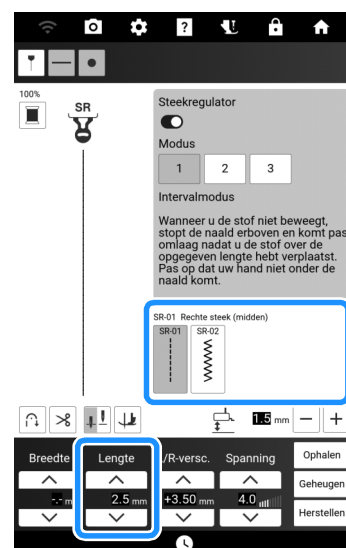 ?
100%
SR
Steekregulator
Modus
1 2 3
Intervalmodus
Wanneer u de stof niet beweegt,
stopt de naald erboven en komt pas
omlaag nadat u de stof over de
opgegeven lengte hebt verplaatst.
Pas op dat uw hand niet onder de
naald komt.
SR-01 Rechte steek (midden)
SR-01 SR-02
1.5 mm − +
Breedte Lengte /R-versc. Spanning Ophalen
-.- m 2.5 mm +3.50 mm 4.0 Geheugen
Herstellen